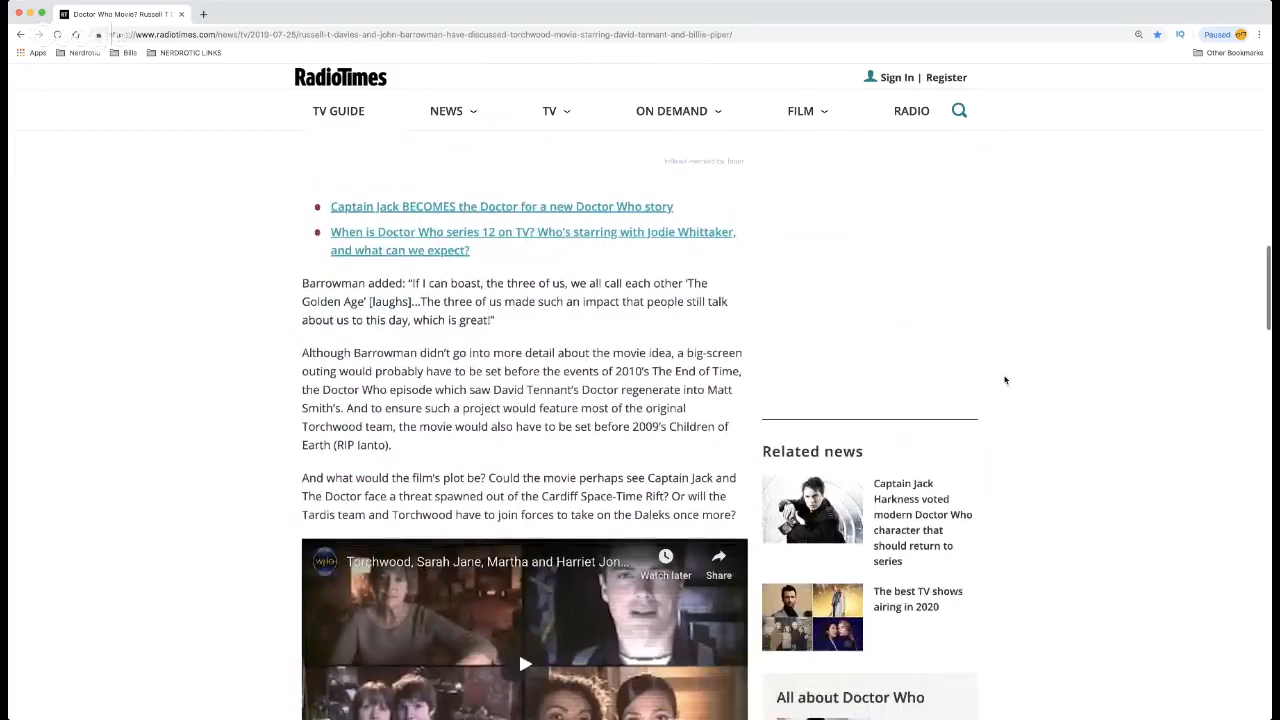 Doctor Who Movie? Russell T D
www.radiotimes.com/news/tv/2019-07-28/russell-t-davies-and-john-barrowman-have-discussed-torchwood-movie-starring-david-tennant-and-billie-piper/
Paused
Apps
Nerdrotic
Bills
NERDROTIC LINKS
Other Bookmarks
RadioTimes
Sign In | Register
TV GUIDE
NEWS
TV
ON DEMAND
FILM
RADIO
Captain Jack BECOMES the Doctor for a new Doctor Who story
When is Doctor Who series 12 on TV? Who’s starring with Jodie Whittaker,
and what can we expect?
Barrowman added: “If I can boast, the three of us, we all call each other ‘The
Golden Age’ [laughs]…The three of us made such an impact that people still talk
about us to this day, which is great!”
Although Barrowman didn’t go into more detail about the movie idea, a big-screen
outing would probably have to be set before the events of 2010’s The End of Time,
the Doctor Who episode which saw David Tennant’s Doctor regenerate into Matt
Smith’s. And to ensure such a project would feature most of the original
Torchwood team, the movie would also have to be set before 2009’s Children of
Earth (RIP Ianto).
And what would the film’s plot be? Could the movie perhaps see Captain Jack and
The Doctor face a threat spawned out of the Cardiff Space-Time Rift? Or will the
Tardis team and Torchwood have to join forces to take on the Daleks once more?
Torchwood, Sarah Jane, Martha and Harriet Jon...
Watch later
Share
Related news
Captain Jack
Harkness voted
modern Doctor Who
character that
should return to
series
The best TV shows
airing in 2020
All about Doctor Who